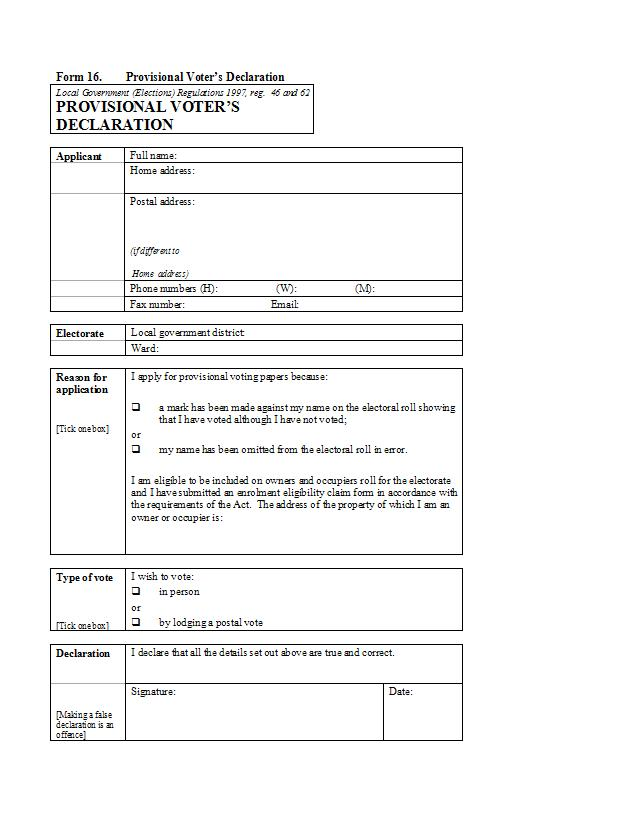 Form 16. Provisional Voter's Declaration
Local Government (Elections) Regulations 1997, reg. 46 and 62
PROVISIONAL VOTER'S
DECLARATION
Applicant
Full name:
Home address:
Postal address:
(if different to
Home address)
Phone numbers (H): (W): (M):
Fax number: Email:
Electorate
Local government district:
Ward:
Reason for
application
[Tick one box]
I apply for provisional voting papers because:
❑ a mark has been made against my name on the electoral roll showing
that I have voted although I have not voted;
or
❑ my name has been omitted from the electoral roll in error.
I am eligible to be included on owners and occupiers roll for the electorate
and I have submitted an enrolment eligibility claim form in accordance with
the requirements of the Act. The address of the property of which I am an
owner or occupier is:
Type of vote
[Tick one box]
I wish to vote:
❑ in person
or
❑ by lodging a postal vote
Declaration
I declare that all the details set out above are true and correct.
[Making a false
declaration is an
offence]
Signature:
Date: